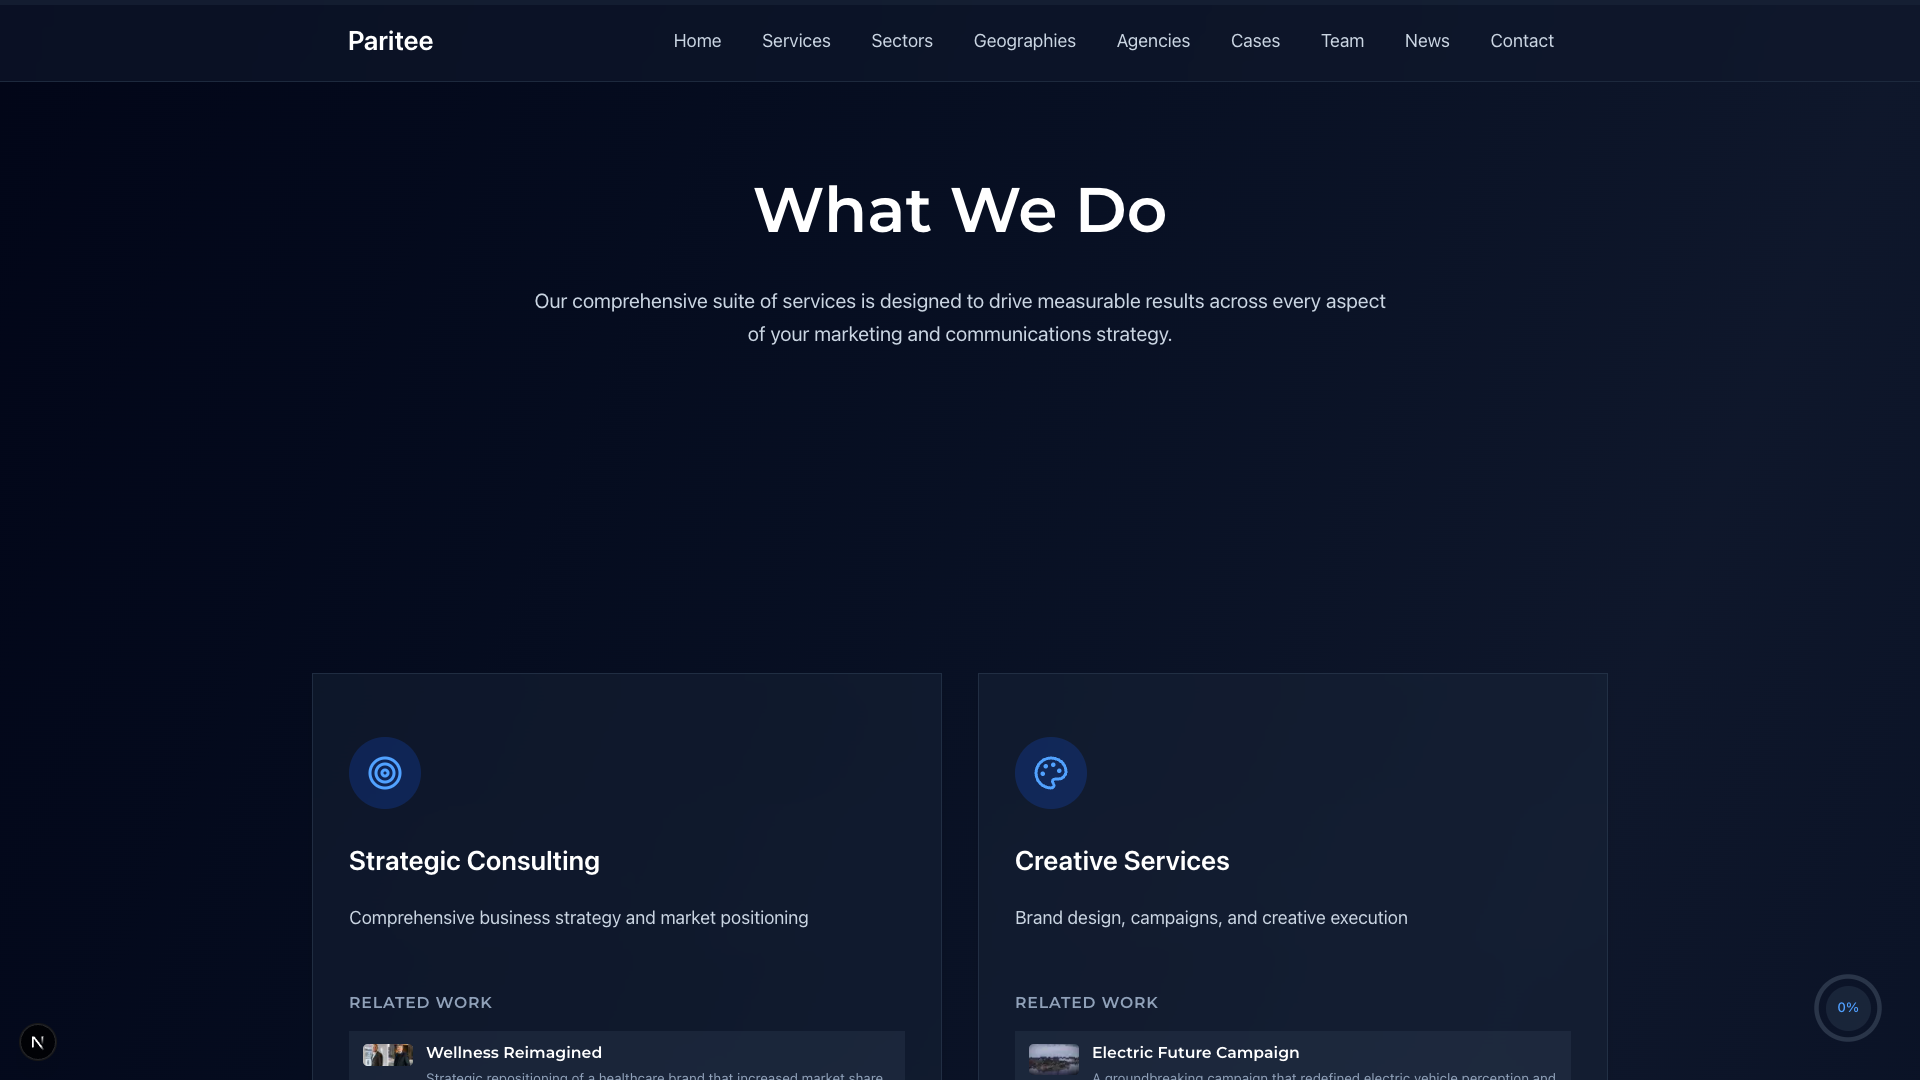 Paritee
Home Services Sectors Geographies Agencies Cases Team News Contact
What We Do
Our comprehensive suite of services is designed to drive measurable results across every aspect
of your marketing and communications strategy.
Strategic Consulting
Comprehensive business strategy and market positioning
RELATED WORK
Wellness Reimagined
Strategic repositioning of a healthcare brand that increased market share
Creative Services
Brand design, campaigns, and creative execution
RELATED WORK
Electric Future Campaign
A groundbreaking campaign that redefined electric vehicle perception and
0%
N